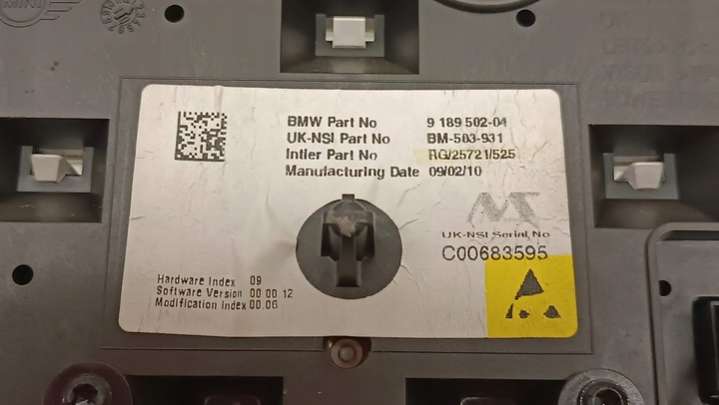 MINI
BMW Part No 9 189 502-01
UK-NSI Part No BM-503-931
Intier Part No RG/25721/525
Manufacturing Date 09/02/10
UK-NSI Serial No
C00683595
Hardware Index 09
Software Version 00 00 12
Modification Index 00.06